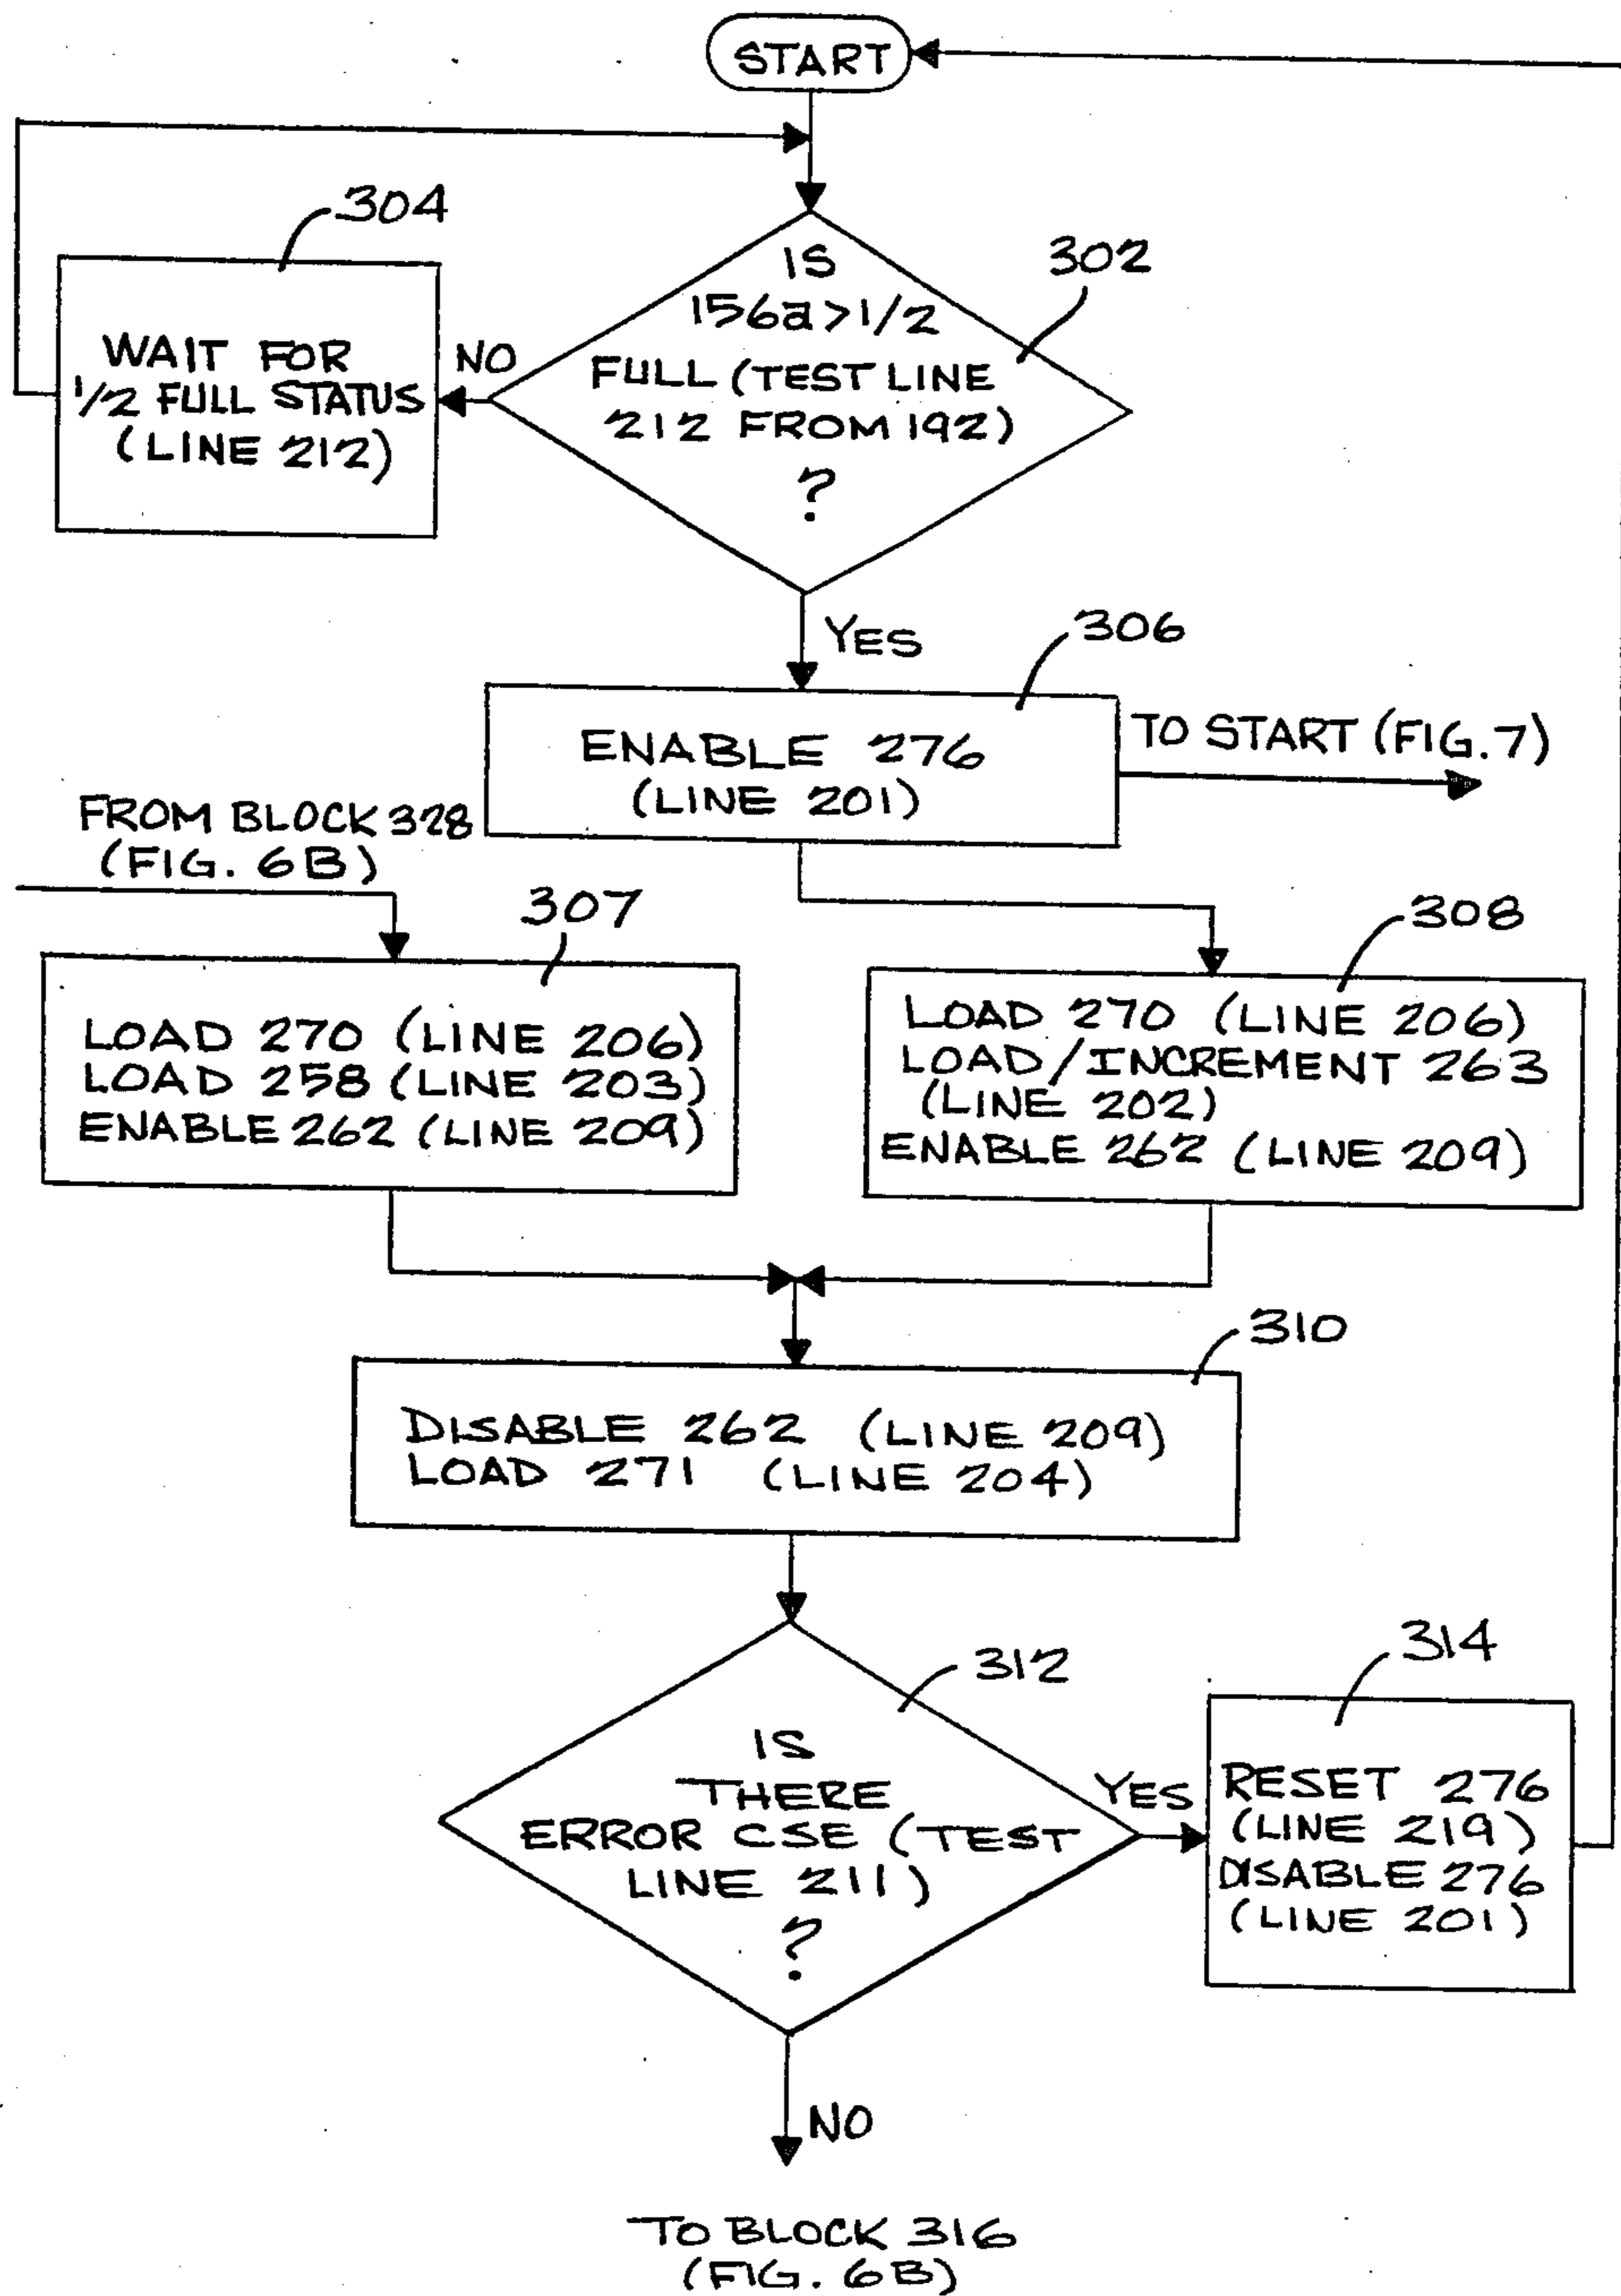 START
304
302
IS
156a>1/2
FULL (TEST LINE
212 FROM 192)
?
WAIT FOR
1/2 FULL STATUS
(LINE 212)
NO
YES
306
ENABLE 276
(LINE 201)
TO START (FIG. 7)
FROM BLOCK 328
(FIG. 6B)
307
308
LOAD 270 (LINE 206)
LOAD 258 (LINE 203)
ENABLE 262 (LINE 209)
LOAD 270 (LINE 206)
LOAD/INCREMENT 263
(LINE 202)
ENABLE 262 (LINE 209)
310
DISABLE 262 (LINE 209)
LOAD 271 (LINE 204)
312
314
IS
THERE
ERROR CSE (TEST
LINE 211)
?
YES
RESET 276
(LINE 219)
DISABLE 276
(LINE 201)
NO
TO BLOCK 316
(FIG. 6B)